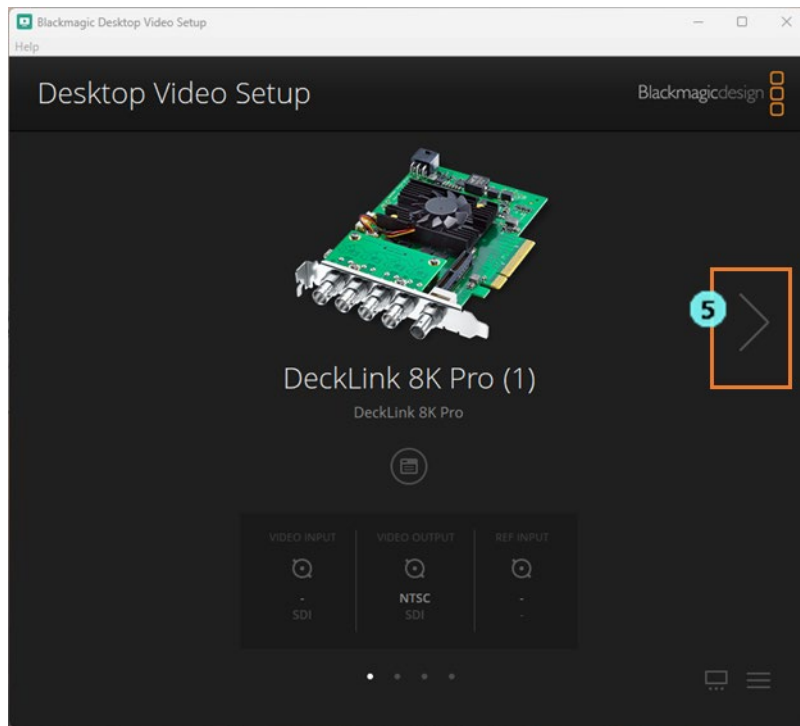 Blackmagic Desktop Video Setup
Help
Desktop Video Setup
Blackmagicdesign
5
DeckLink 8K Pro (1)
DeckLink 8K Pro
VIDEO INPUT VIDEO OUTPUT REF INPUT
- NTSC -
SDI SDI -